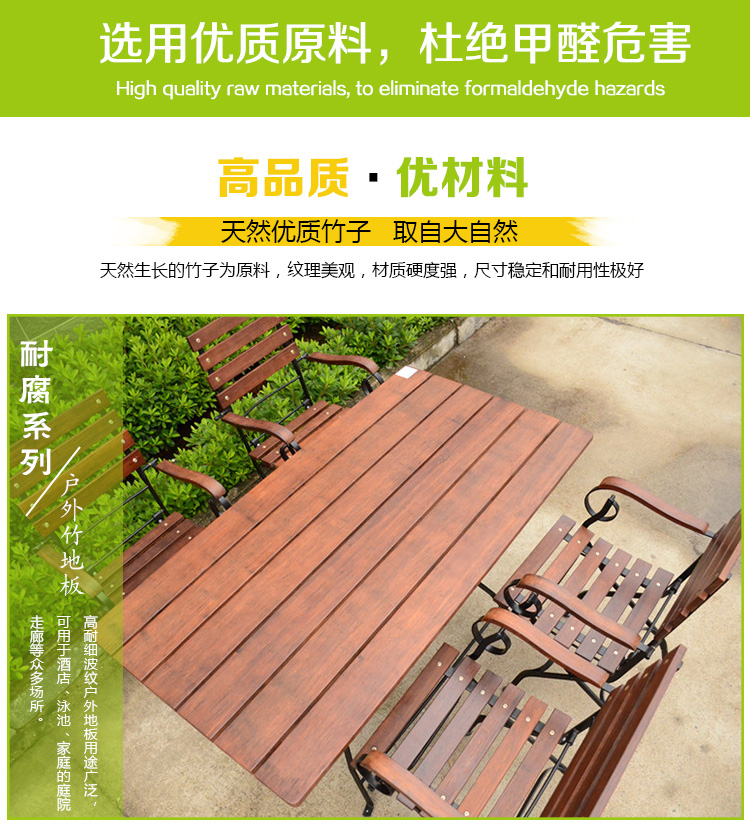 选用优质原料，杜绝甲醛危害
High quality raw materials, to eliminate formaldehyde hazards
高品质·优材料
天然优质竹子 取自大自然
天然生长的竹子为原料，纹理美观，材质硬度强，尺寸稳定和耐用性极好
耐腐系列
户外竹地板
高耐细波纹户外地板用途广泛，
可用于酒店、泳池、家庭的庭院
走廊等众多场所。